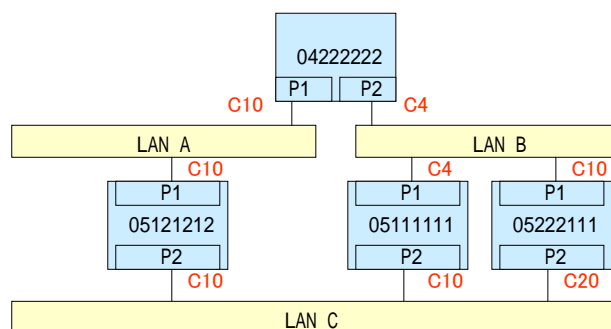 04222222
P1 P2
C10 C4
LAN A LAN B
C10 C4 C10
P1 P1 P1
05121212 05111111 05222111
P2 P2 P2
C10 C10 C20
LAN C